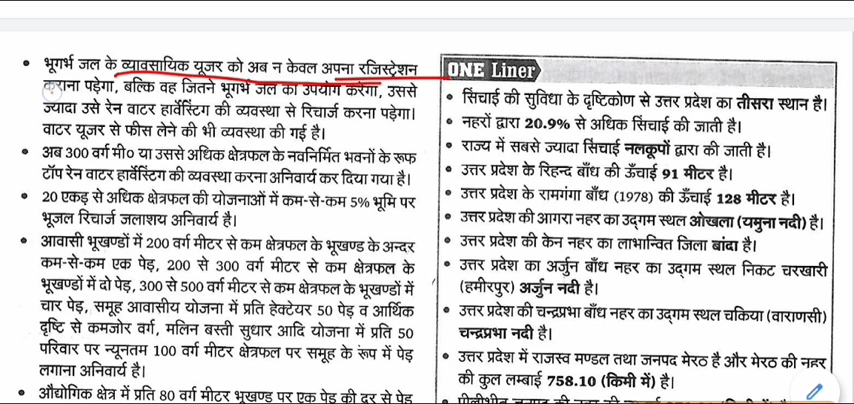 भूगर्भ जल के व्यावसायिक यूजर को अब न केवल अपना रजिस्ट्रेशन
कराना पड़ेगा, बल्कि वह जितने भूगर्भ जल का उपयोग करेगा, उससे
ज्यादा उसे रेन वाटर हार्वेस्टिंग की व्यवस्था से रिचार्ज करना पड़ेगा।
वाटर यूजर से फीस लेने की भी व्यवस्था की गई है।
अब 300 वर्ग मी० या उससे अधिक क्षेत्रफल के नवनिर्मित भवनों के रूफ
टॉप रेन वाटर हार्वेस्टिंग की व्यवस्था करना अनिवार्य कर दिया गया है।
20 एकड़ से अधिक क्षेत्रफल की योजनाओं में कम-से-कम 5% भूमि पर
भूजल रिचार्ज जलाशय अनिवार्य है।
आवासी भूखण्डों में 200 वर्ग मीटर से कम क्षेत्रफल के भूखण्ड के अन्दर
कम-से-कम एक पेड़, 200 से 300 वर्ग मीटर से कम क्षेत्रफल के
भूखण्डों में दो पेड़, 300 से 500 वर्ग मीटर से कम क्षेत्रफल के भूखण्डों में
चार पेड़, समूह आवासीय योजना में प्रति हेक्टेयर 50 पेड़ व आर्थिक
दृष्टि से कमजोर वर्ग, मलिन बस्ती सुधार आदि योजना में प्रति 50
परिवार पर न्यूनतम 100 वर्ग मीटर क्षेत्रफल पर समूह के रूप में पेड़
लगाना अनिवार्य है।
औद्योगिक क्षेत्र में प्रति 80 वर्ग मीटर भूखण्ड पर एक पेड़ की दर से पेड़
ONE Liner
सिंचाई की सुविधा के दृष्टिकोण से उत्तर प्रदेश का तीसरा स्थान है।
नहरों द्वारा 20.9% से अधिक सिंचाई की जाती है।
राज्य में सबसे ज्यादा सिंचाई नलकूपों द्वारा की जाती है।
उत्तर प्रदेश के रिहन्द बाँध की ऊँचाई 91 मीटर है।
उत्तर प्रदेश के रामगंगा बाँध (1978) की ऊँचाई 128 मीटर है।
उत्तर प्रदेश की आगरा नहर का उद्गम स्थल ओखला (यमुना नदी) है।
उत्तर प्रदेश की केन नहर का लाभान्वित जिला बांदा है।
उत्तर प्रदेश का अर्जुन बाँध नहर का उद्गम स्थल निकट चरखारी
(हमीरपुर) अर्जुन नदी है।
उत्तर प्रदेश की चन्द्रप्रभा बाँध नहर का उद्गम स्थल चकिया (वाराणसी)
चन्द्रप्रभा नदी है।
उत्तर प्रदेश में राजस्व मण्डल तथा जनपद मेरठ है और मेरठ की नहर
की कुल लम्बाई 758.10 (किमी में) है।